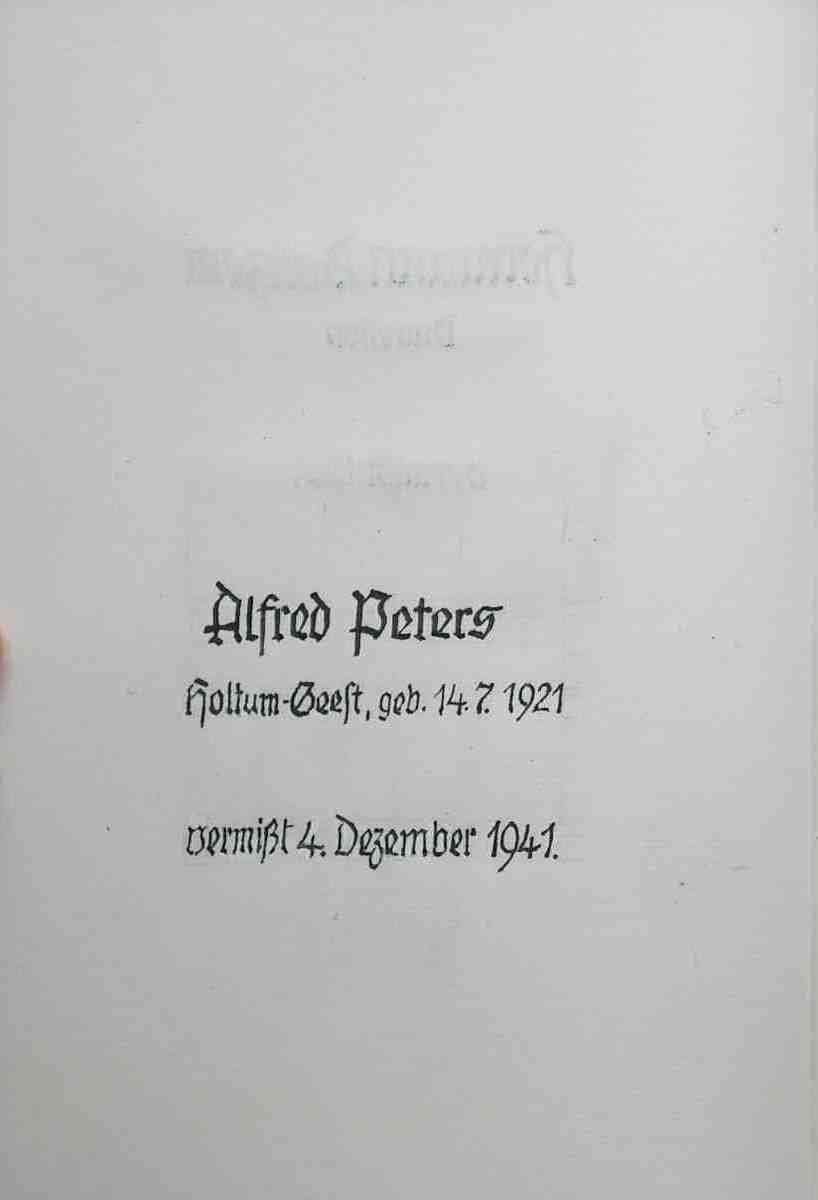 Alfred Peters
Holtum-Geest, geb. 14.7. 1921
vermißt 4. Dezember 1941.